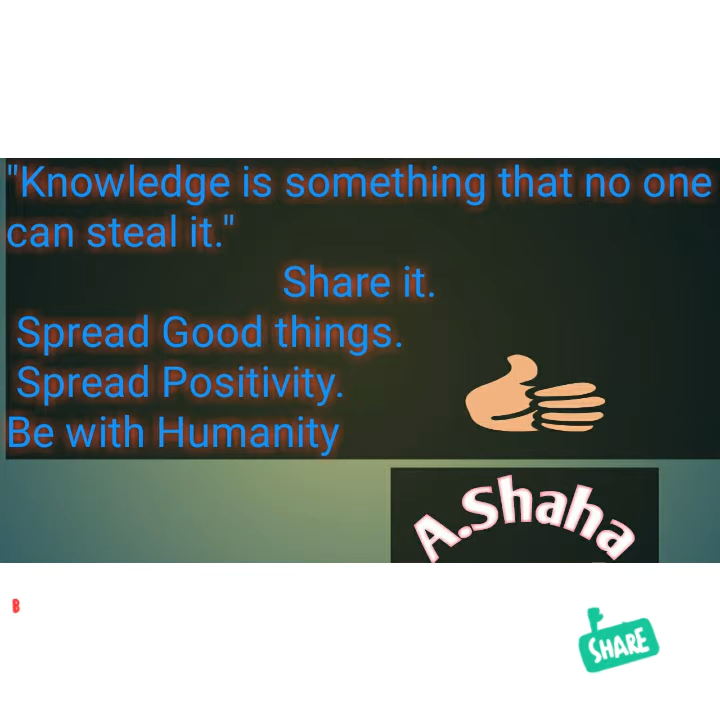 "Knowledge is something that no one
can steal it."
Share it.
Spread Good things.
Spread Positivity.
Be with Humanity
A.Shaha
B
SHARE